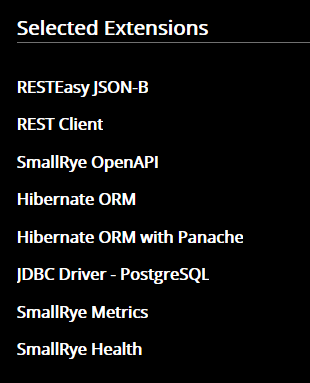 Selected Extensions
RESTEasy JSON-B
REST Client
SmallRye OpenAPI
Hibernate ORM
Hibernate ORM with Panache
JDBC Driver - PostgreSQL
SmallRye Metrics
SmallRye Health